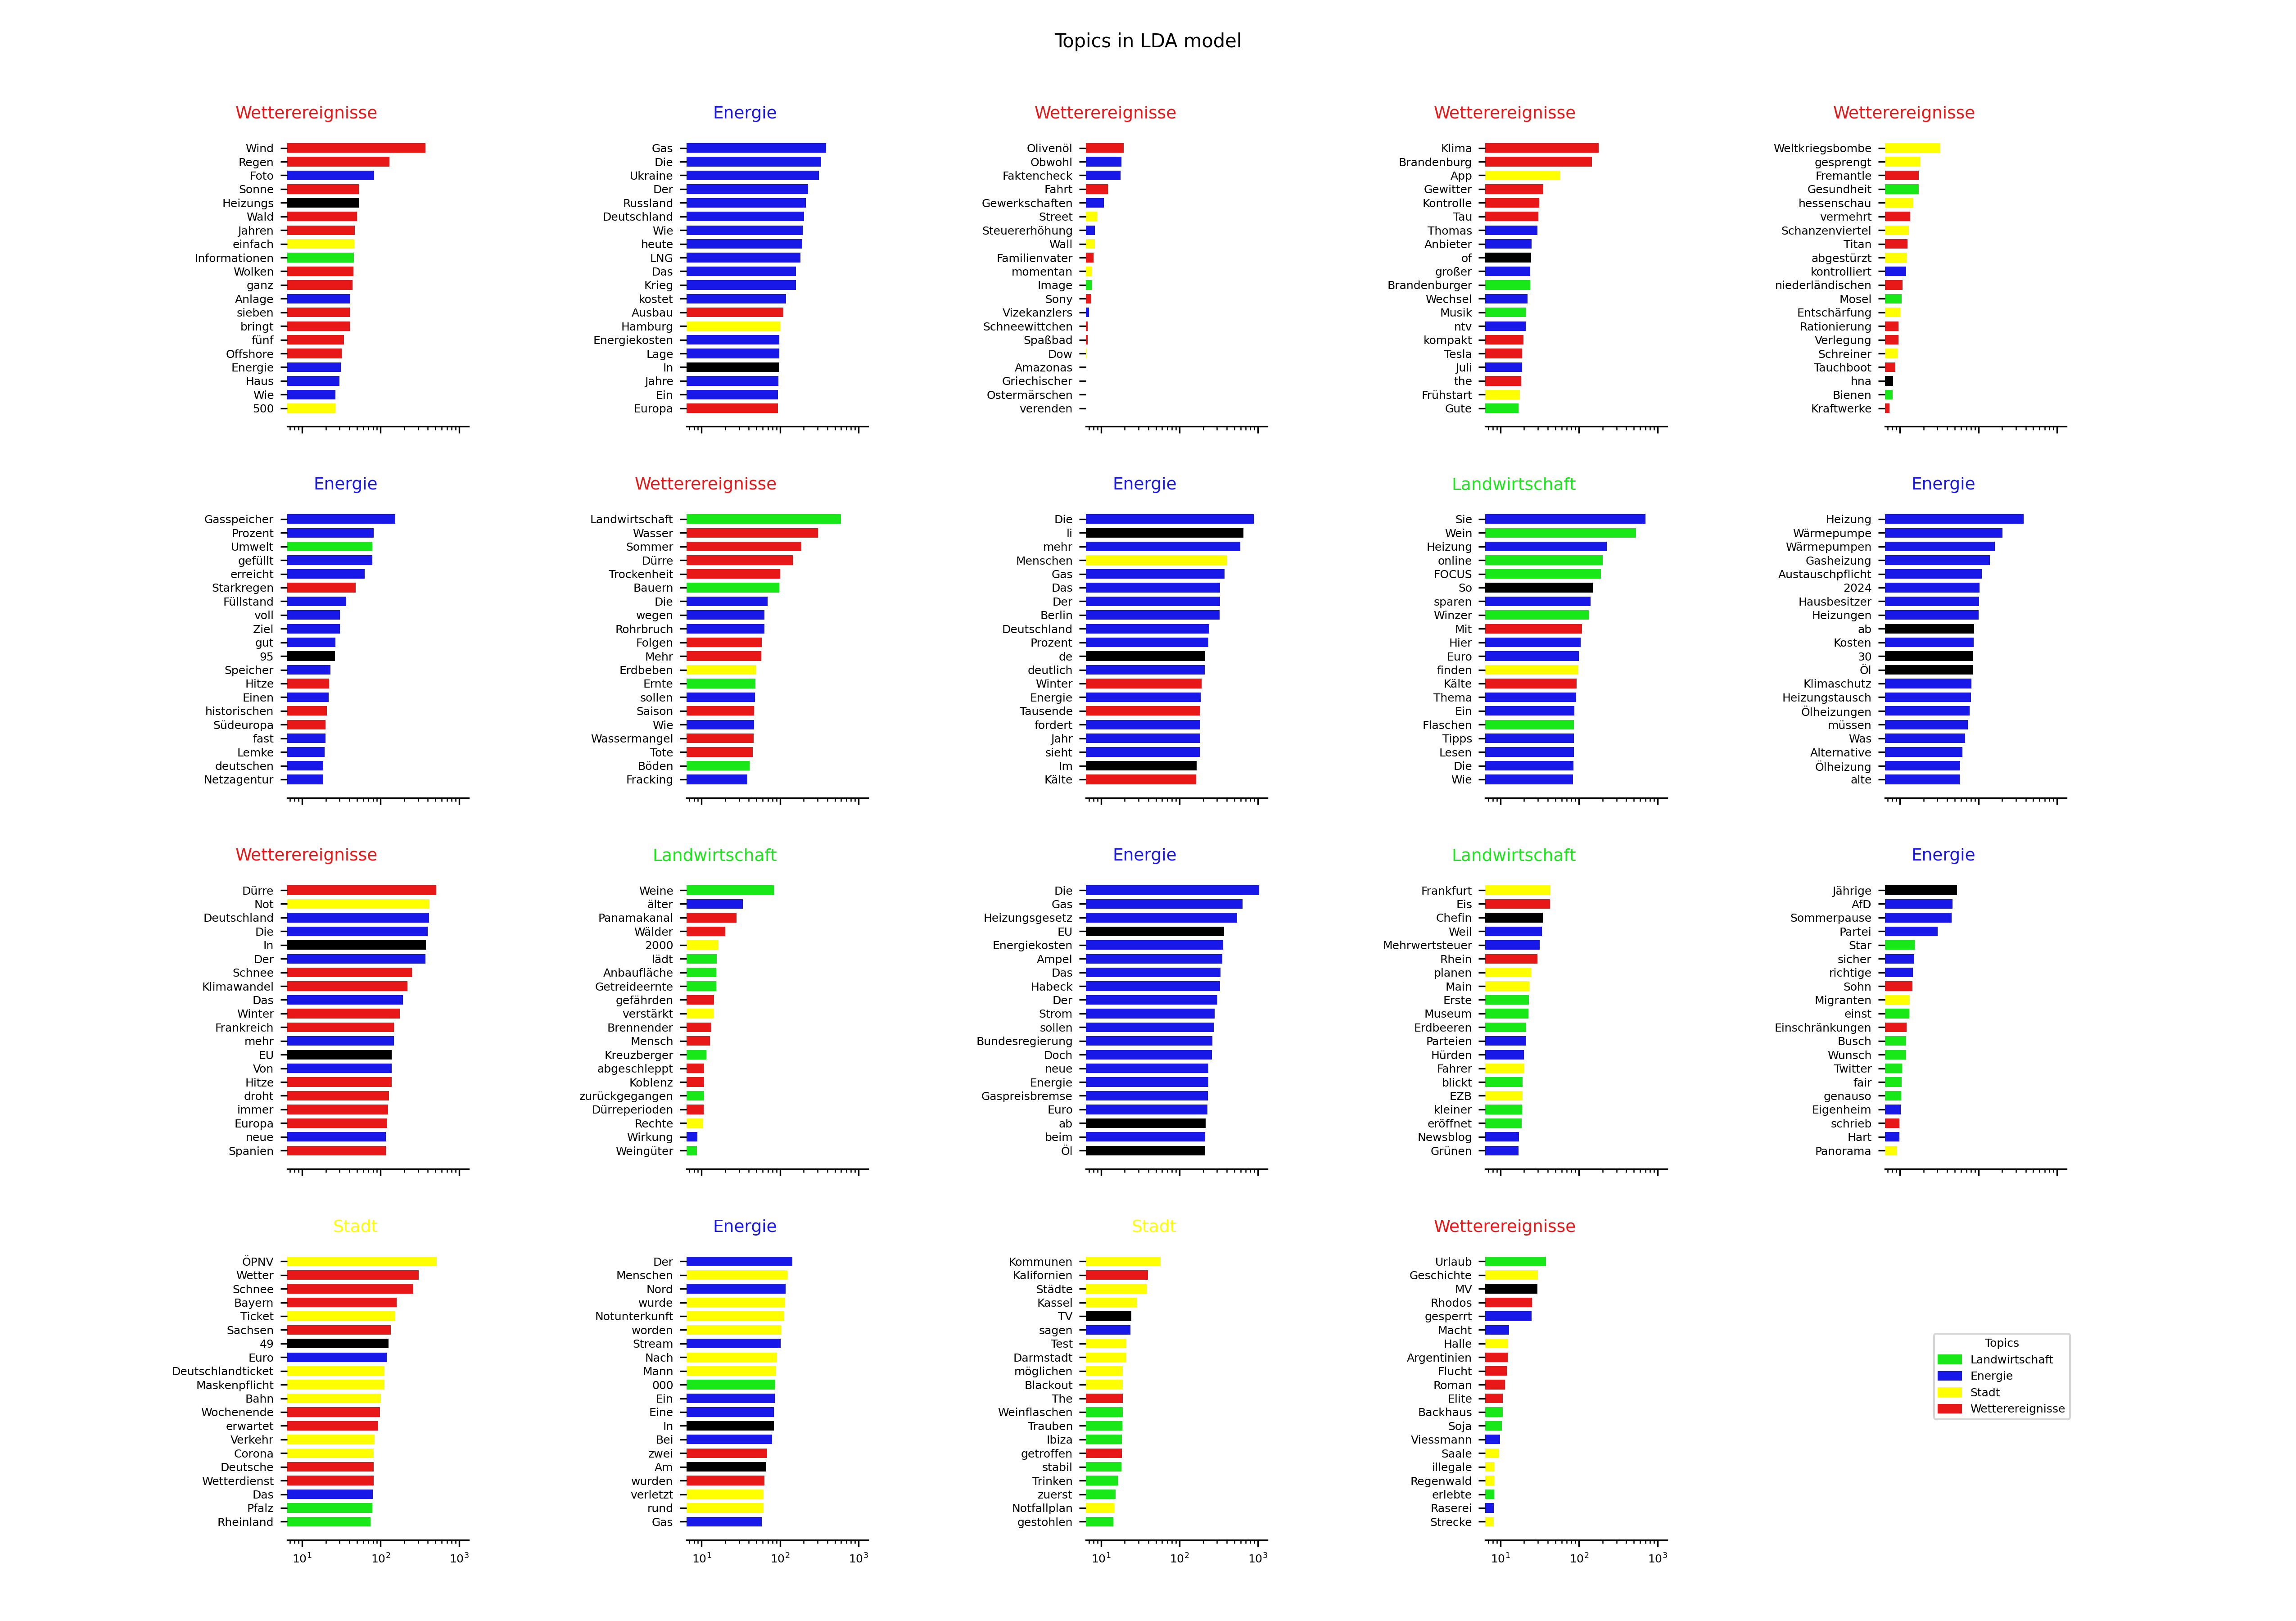 Topics in LDA model
Wetterereignisse
Wind
Regen
Foto
Sonne
Heizungs
Wald
Jahren
einfach
Informationen
Wolken
ganz
Anlage
sieben
bringt
fünf
Offshore
Energie
Haus
Wie
500
Energie
Gas
Die
Ukraine
Der
Russland
Deutschland
Wie
heute
LNG
Das
Krieg
kostet
Ausbau
Hamburg
Energiekosten
Lage
In
Jahre
Ein
Europa
Wetterereignisse
Olivenöl
Obwohl
Faktencheck
Fahrt
Gewerkschaften
Street
Steuererhöhung
Wall
Familienvater
momentan
Image
Sony
Vizekanzlers
Schneewittchen
Spaßbad
Dow
Amazonas
Griechischer
Ostermärschen
verenden
Wetterereignisse
Klima
Brandenburg
App
Gewitter
Kontrolle
Tau
Thomas
Anbieter
of
großer
Brandenburger
Wechsel
Musik
ntv
kompakt
Tesla
Juli
the
Frühstart
Gute
Wetterereignisse
Weltkriegsbombe
gesprengt
Fremantle
Gesundheit
hessenschau
vermehrt
Schanzenviertel
Titan
abgestürzt
kontrolliert
niederländischen
Mosel
Entschärfung
Rationierung
Verlegung
Schreiner
Tauchboot
hna
Bienen
Kraftwerke
Energie
Gasspeicher
Prozent
Umwelt
gefüllt
erreicht
Starkregen
Füllstand
voll
Ziel
gut
95
Speicher
Hitze
Einen
historischen
Südeuropa
fast
Lemke
deutschen
Netzagentur
Wetterereignisse
Landwirtschaft
Wasser
Sommer
Dürre
Trockenheit
Bauern
Die
wegen
Rohrbruch
Folgen
Mehr
Erdbeben
Ernte
sollen
Saison
Wie
Wassermangel
Tote
Böden
Fracking
Energie
Die
li
mehr
Menschen
Gas
Das
Der
Berlin
Deutschland
Prozent
de
deutlich
Winter
Energie
Tausende
fordert
Jahr
sieht
Im
Kälte
Landwirtschaft
Sie
Wein
Heizung
online
FOCUS
So
sparen
Winzer
Mit
Hier
Euro
finden
Kälte
Thema
Ein
Flaschen
Tipps
Lesen
Die
Wie
Energie
Heizung
Wärmepumpe
Wärmepumpen
Gasheizung
Austauschpflicht
2024
Hausbesitzer
Heizungen
ab
Kosten
30
Öl
Klimaschutz
Heizungstausch
Ölheizungen
müssen
Was
Alternative
Ölheizung
alte
Wetterereignisse
Dürre
Not
Deutschland
Die
In
Der
Schnee
Klimawandel
Das
Winter
Frankreich
mehr
EU
Von
Hitze
droht
immer
Europa
neue
Spanien
Landwirtschaft
Weine
älter
Panamakanal
Wälder
2000
lädt
Anbaufläche
Getreideernte
gefährden
verstärkt
Brennender
Mensch
Kreuzberger
abgeschleppt
Koblenz
zurückgegangen
Dürreperioden
Rechte
Wirkung
Weingüter
Energie
Die
Gas
Heizungsgesetz
EU
Energiekosten
Ampel
Das
Habeck
Der
Strom
sollen
Bundesregierung
Doch
neue
Energie
Gaspreisbremse
Euro
ab
beim
Öl
Landwirtschaft
Frankfurt
Eis
Chefin
Weil
Mehrwertsteuer
Rhein
planen
Main
Erste
Museum
Erdbeeren
Parteien
Hürden
Fahrer
blickt
EZB
kleiner
eröffnet
Newsblog
Grünen
Energie
Jährige
AfD
Sommerpause
Partei
Star
sicher
richtige
Sohn
Migranten
einst
Einschränkungen
Busch
Wunsch
Twitter
fair
genauso
Eigenheim
schrieb
Hart
Panorama
Stadt
ÖPNV
Wetter
Schnee
Bayern
Ticket
Sachsen
49
Euro
Deutschlandticket
Maskenpflicht
Bahn
Wochenende
erwartet
Verkehr
Corona
Deutsche
Wetterdienst
Das
Pfalz
Rheinland
10¹ 10² 10³
Energie
Der
Menschen
Nord
wurde
Notunterkunft
worden
Stream
Nach
Mann
000
Ein
Eine
In
Bei
zwei
Am
wurden
verletzt
rund
Gas
10¹ 10² 10³
Stadt
Kommunen
Kalifornien
Städte
Kassel
TV
sagen
Test
Darmstadt
möglichen
Blackout
The
Weinflaschen
Trauben
Ibiza
getroffen
stabil
Trinken
zuerst
Notfallplan
gestohlen
10¹ 10² 10³
Wetterereignisse
Urlaub
Geschichte
MV
Rhodos
gesperrt
Macht
Halle
Argentinien
Flucht
Roman
Elite
Backhaus
Soja
Viessmann
Saale
illegale
Regenwald
erlebte
Raserei
Strecke
10¹ 10² 10³
Topics
Landwirtschaft
Energie
Stadt
Wetterereignisse